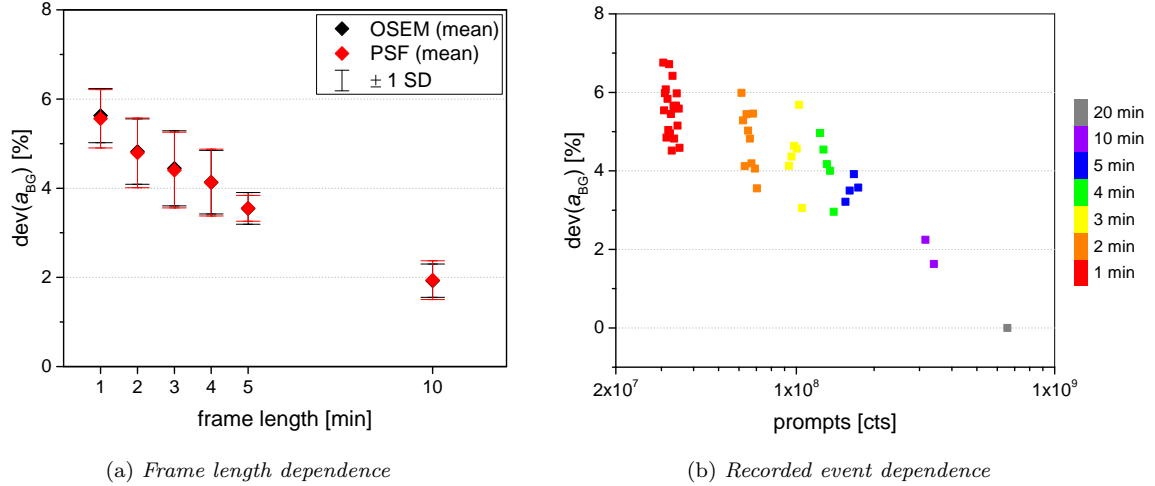 8
6
4
2
0
dev(a_BG) [%]
OSEM (mean)
PSF (mean)
± 1 SD
1 2 3 4 5 10
frame length [min]
(a) Frame length dependence
8
6
4
2
0
dev(a_BG) [%]
2x10⁷ 1x10⁸ 1x10⁹
prompts [cts]
20 min
10 min
5 min
4 min
3 min
2 min
1 min
(b) Recorded event dependence